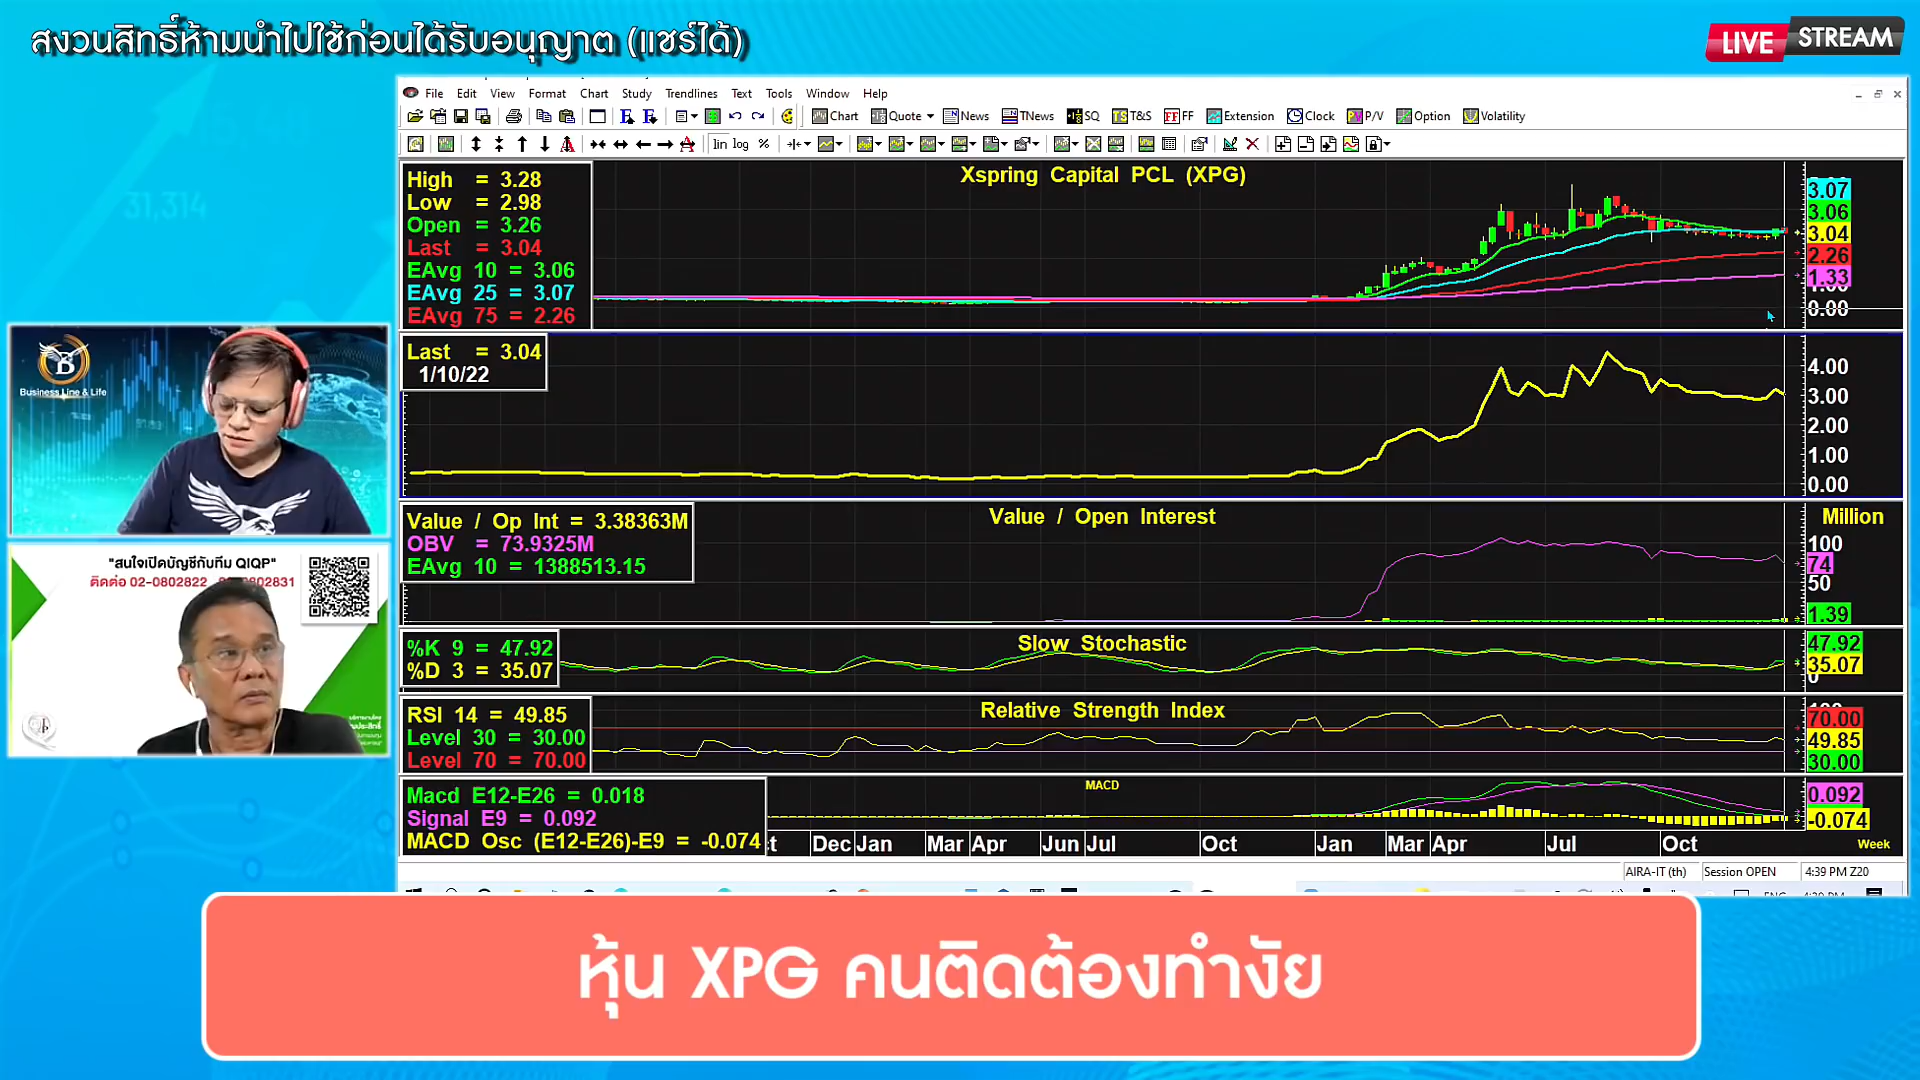 สงวนสิทธิ์ห้ามนำไปใช้ก่อนได้รับอนุญาต (แชร์ได้)
LIVE STREAM
File Edit View Format Chart Study Trendlines Text Tools Window Help
Chart Quote News TNews SQ T&S FF Extension Clock P/V Option Volatility
lin log %
Xspring Capital PCL (XPG)
High = 3.28
Low = 2.98
Open = 3.26
Last = 3.04
EAvg 10 = 3.06
EAvg 25 = 3.07
EAvg 75 = 2.26
3.07
3.06
3.04
2.26
1.33
1.00
0.00
Last = 3.04
1/10/22
4.00
3.00
2.00
1.00
0.00
Value / Open Interest
Million
Value / Op Int = 3.38363M
OBV = 73.9325M
EAvg 10 = 1388513.15
100
74
50
1.39
Slow Stochastic
%K 9 = 47.92
%D 3 = 35.07
47.92
35.07
0
Relative Strength Index
RSI 14 = 49.85
Level 30 = 30.00
Level 70 = 70.00
70.00
49.85
30.00
MACD
Macd E12-E26 = 0.018
Signal E9 = 0.092
MACD Osc (E12-E26)-E9 = -0.074
0.092
-0.074
Dec Jan Mar Apr Jun Jul Oct Jan Mar Apr Jul Oct Week
AIRA-IT (th) Session OPEN 4:39 PM Z20
B
Business Line & Life
"สนใจเปิดบัญชีกับทีม QIQP"
ติดต่อ 02-0802822
802831
หุ้น XPG คนติดต้องทำงัย